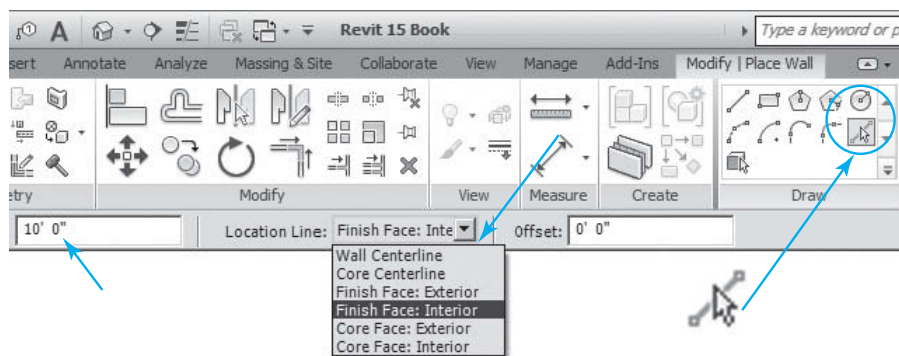 A Revit 15 Book Type a keyword or p
sert Annotate Analyze Massing & Site Collaborate View Manage Add-Ins Modify | Place Wall
etry Modify View Measure Create Draw
10' 0" Location Line: Finish Face: Inte Offset: 0' 0"
Wall Centerline
Core Centerline
Finish Face: Exterior
Finish Face: Interior
Core Face: Exterior
Core Face: Interior